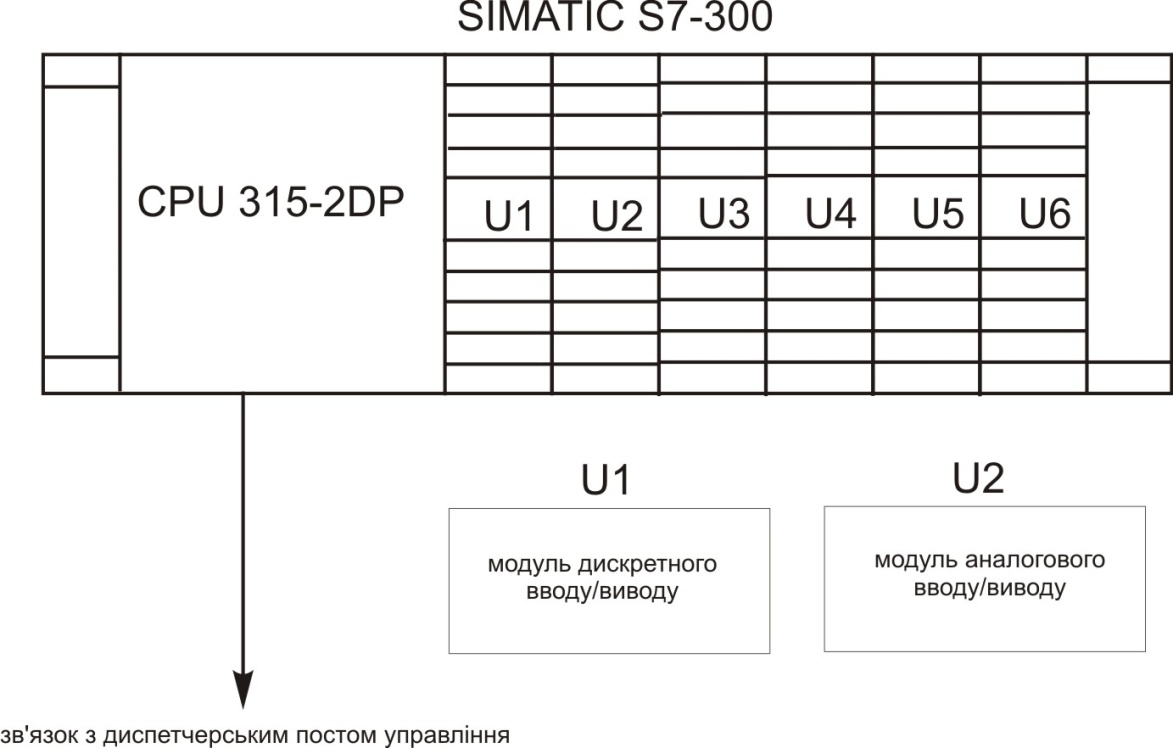 SIMATIC S7-300
CPU 315-2DP
U1 U2 U3 U4 U5 U6
U1
U2
модуль дискретного
вводу/виводу
модуль аналогового
вводу/виводу
зв'язок з диспетчерським постом управління